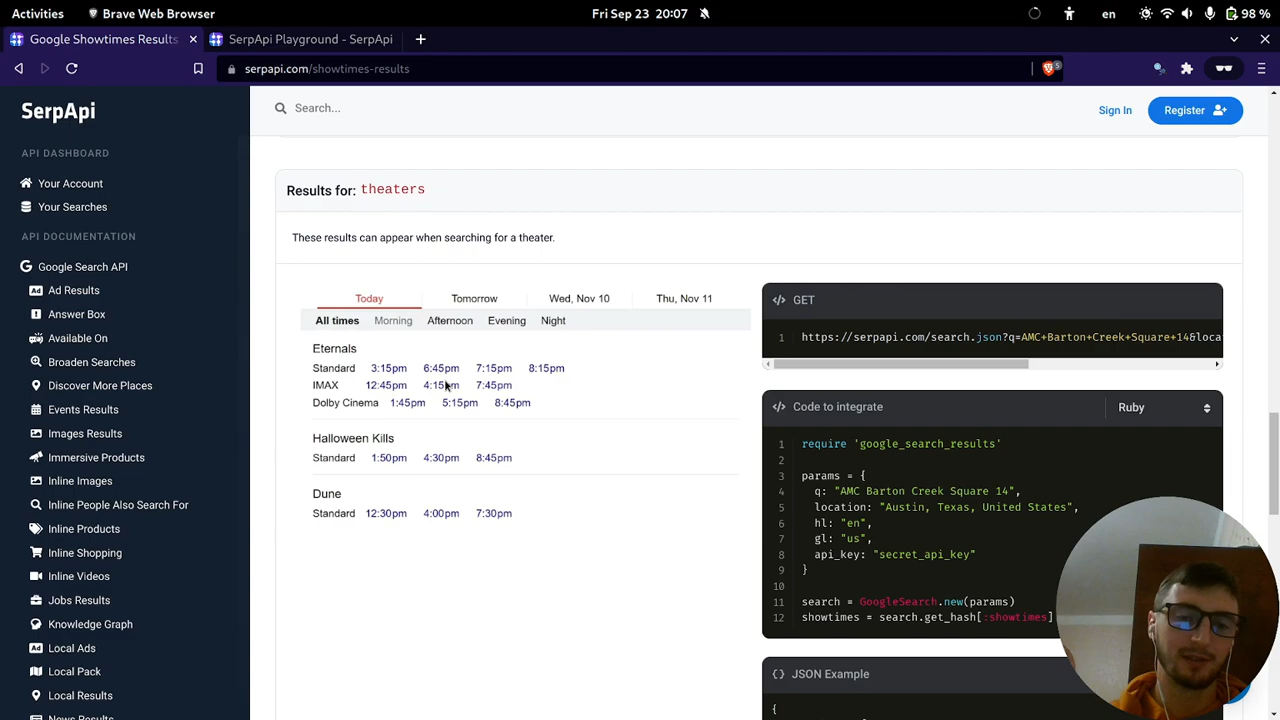 Activities Brave Web Browser Fri Sep 23 20:07 en 98 %
Google Showtimes Results SerpApi Playground - SerpApi
serpapi.com/showtimes-results 5
SerpApi
Search...
Sign In Register
API DASHBOARD
Your Account
Your Searches
API DOCUMENTATION
Google Search API
Ad Ad Results
Answer Box
Available On
Broaden Searches
Discover More Places
Events Results
Images Results
Immersive Products
Inline Images
Inline People Also Search For
Inline Products
Inline Shopping
Inline Videos
Jobs Results
Knowledge Graph
Ad Local Ads
Local Pack
Local Results
News Results
Results for: theaters
These results can appear when searching for a theater.
Today Tomorrow Wed, Nov 10 Thu, Nov 11
All times Morning Afternoon Evening Night
Eternals
Standard 3:15pm 6:45pm 7:15pm 8:15pm
IMAX 12:45pm 4:15pm 7:45pm
Dolby Cinema 1:45pm 5:15pm 8:45pm
Halloween Kills
Standard 1:50pm 4:30pm 8:45pm
Dune
Standard 12:30pm 4:00pm 7:30pm
</> GET
1 https://serpapi.com/search.json?q=AMC+Barton+Creek+Square+14&loca
</> Code to integrate Ruby
1 require 'google_search_results'
2
3 params = {
4 q: "AMC Barton Creek Square 14",
5 location: "Austin, Texas, United States",
6 hl: "en",
7 gl: "us",
8 api_key: "secret_api_key"
9 }
10
11 search = GoogleSearch.new(params)
12 showtimes = search.get_hash[:showtimes]
{} JSON Example
{